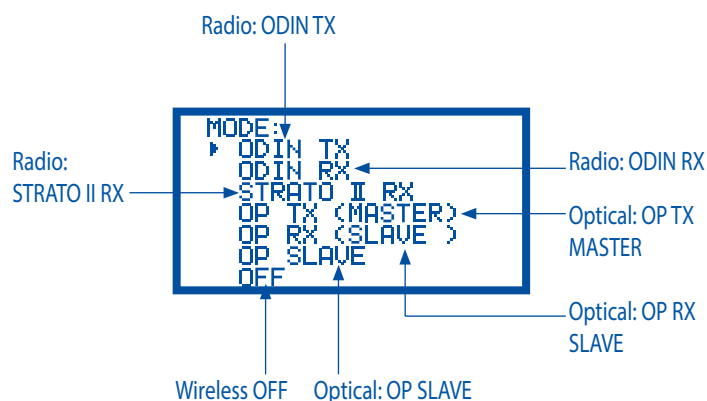 Radio: ODIN TX
MODE:
ODIN TX
ODIN RX
STRATO II RX
OP TX (MASTER)
OP RX (SLAVE )
OP SLAVE
OFF
Radio:
STRATO II RX
Radio: ODIN RX
Optical: OP TX
MASTER
Optical: OP RX
SLAVE
Wireless OFF
Optical: OP SLAVE